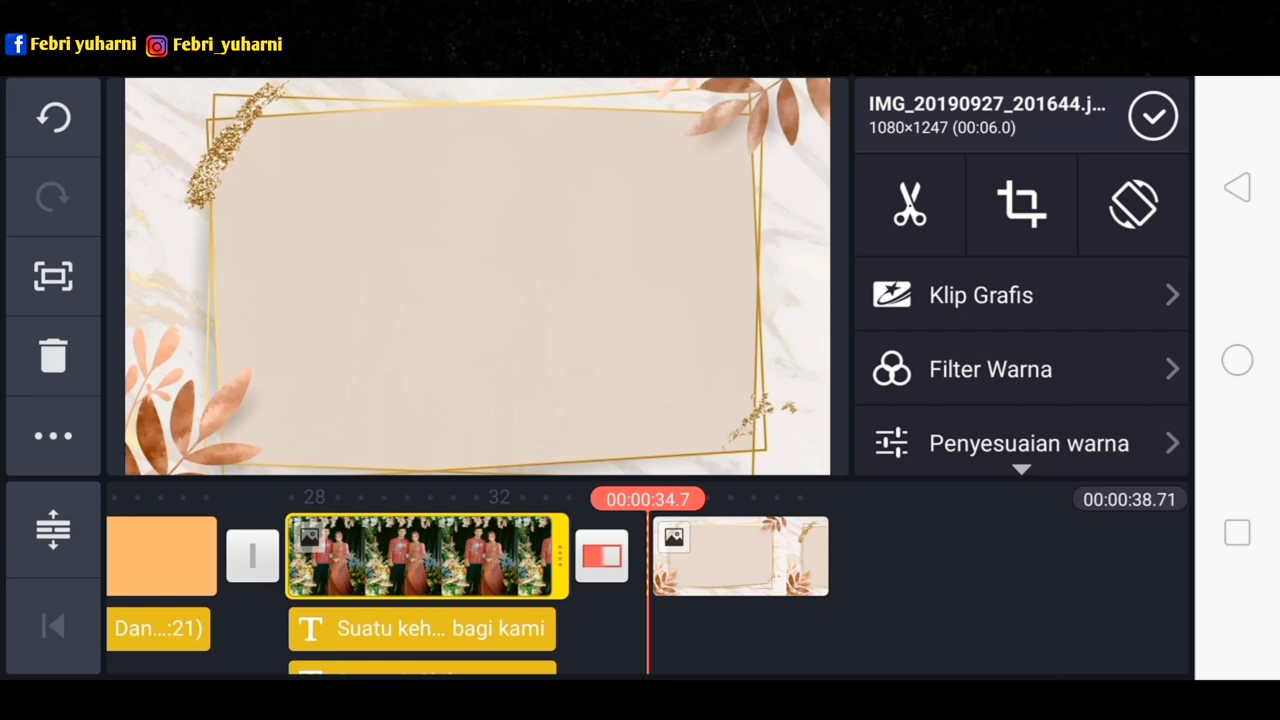 Febri yuharni Febri_yuharni
IMG_20190927_201644.j...
1080×1247 (00:06.0)
Klip Grafis
Filter Warna
Penyesuaian warna
28 32 00:00:34.7 00:00:38.71
Dan...:21) Suatu keh... bagi kami